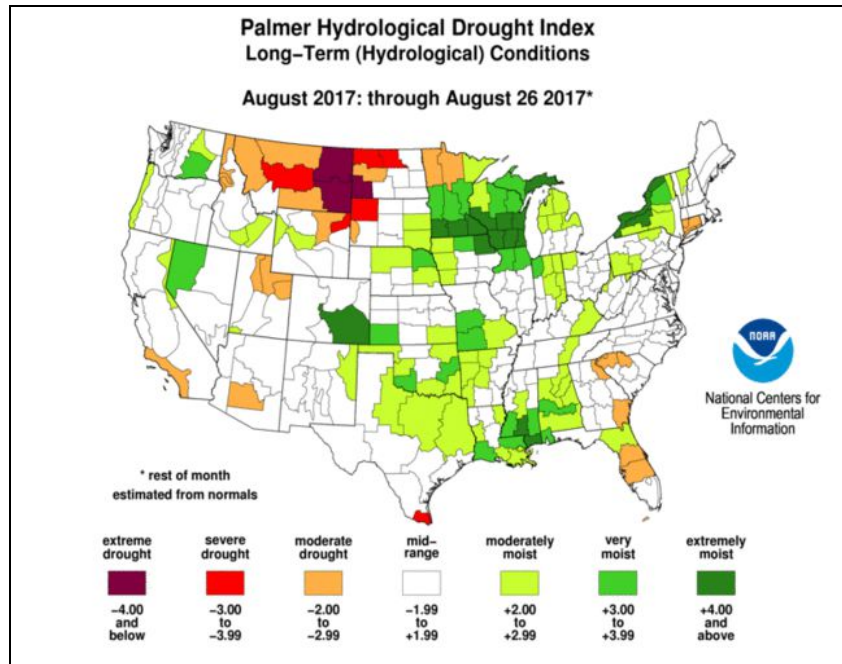 Palmer Hydrological Drought Index
Long-Term (Hydrological) Conditions
August 2017: through August 26 2017*
NOAA
National Centers for
Environmental
Information
* rest of month
estimated from normals
extreme drought
severe drought
moderate drought
mid-range
moderately moist
very moist
extremely moist
-4.00 and below
-3.00 to -3.99
-2.00 to -2.99
-1.99 to +1.99
+2.00 to +2.99
+3.00 to +3.99
+4.00 and above